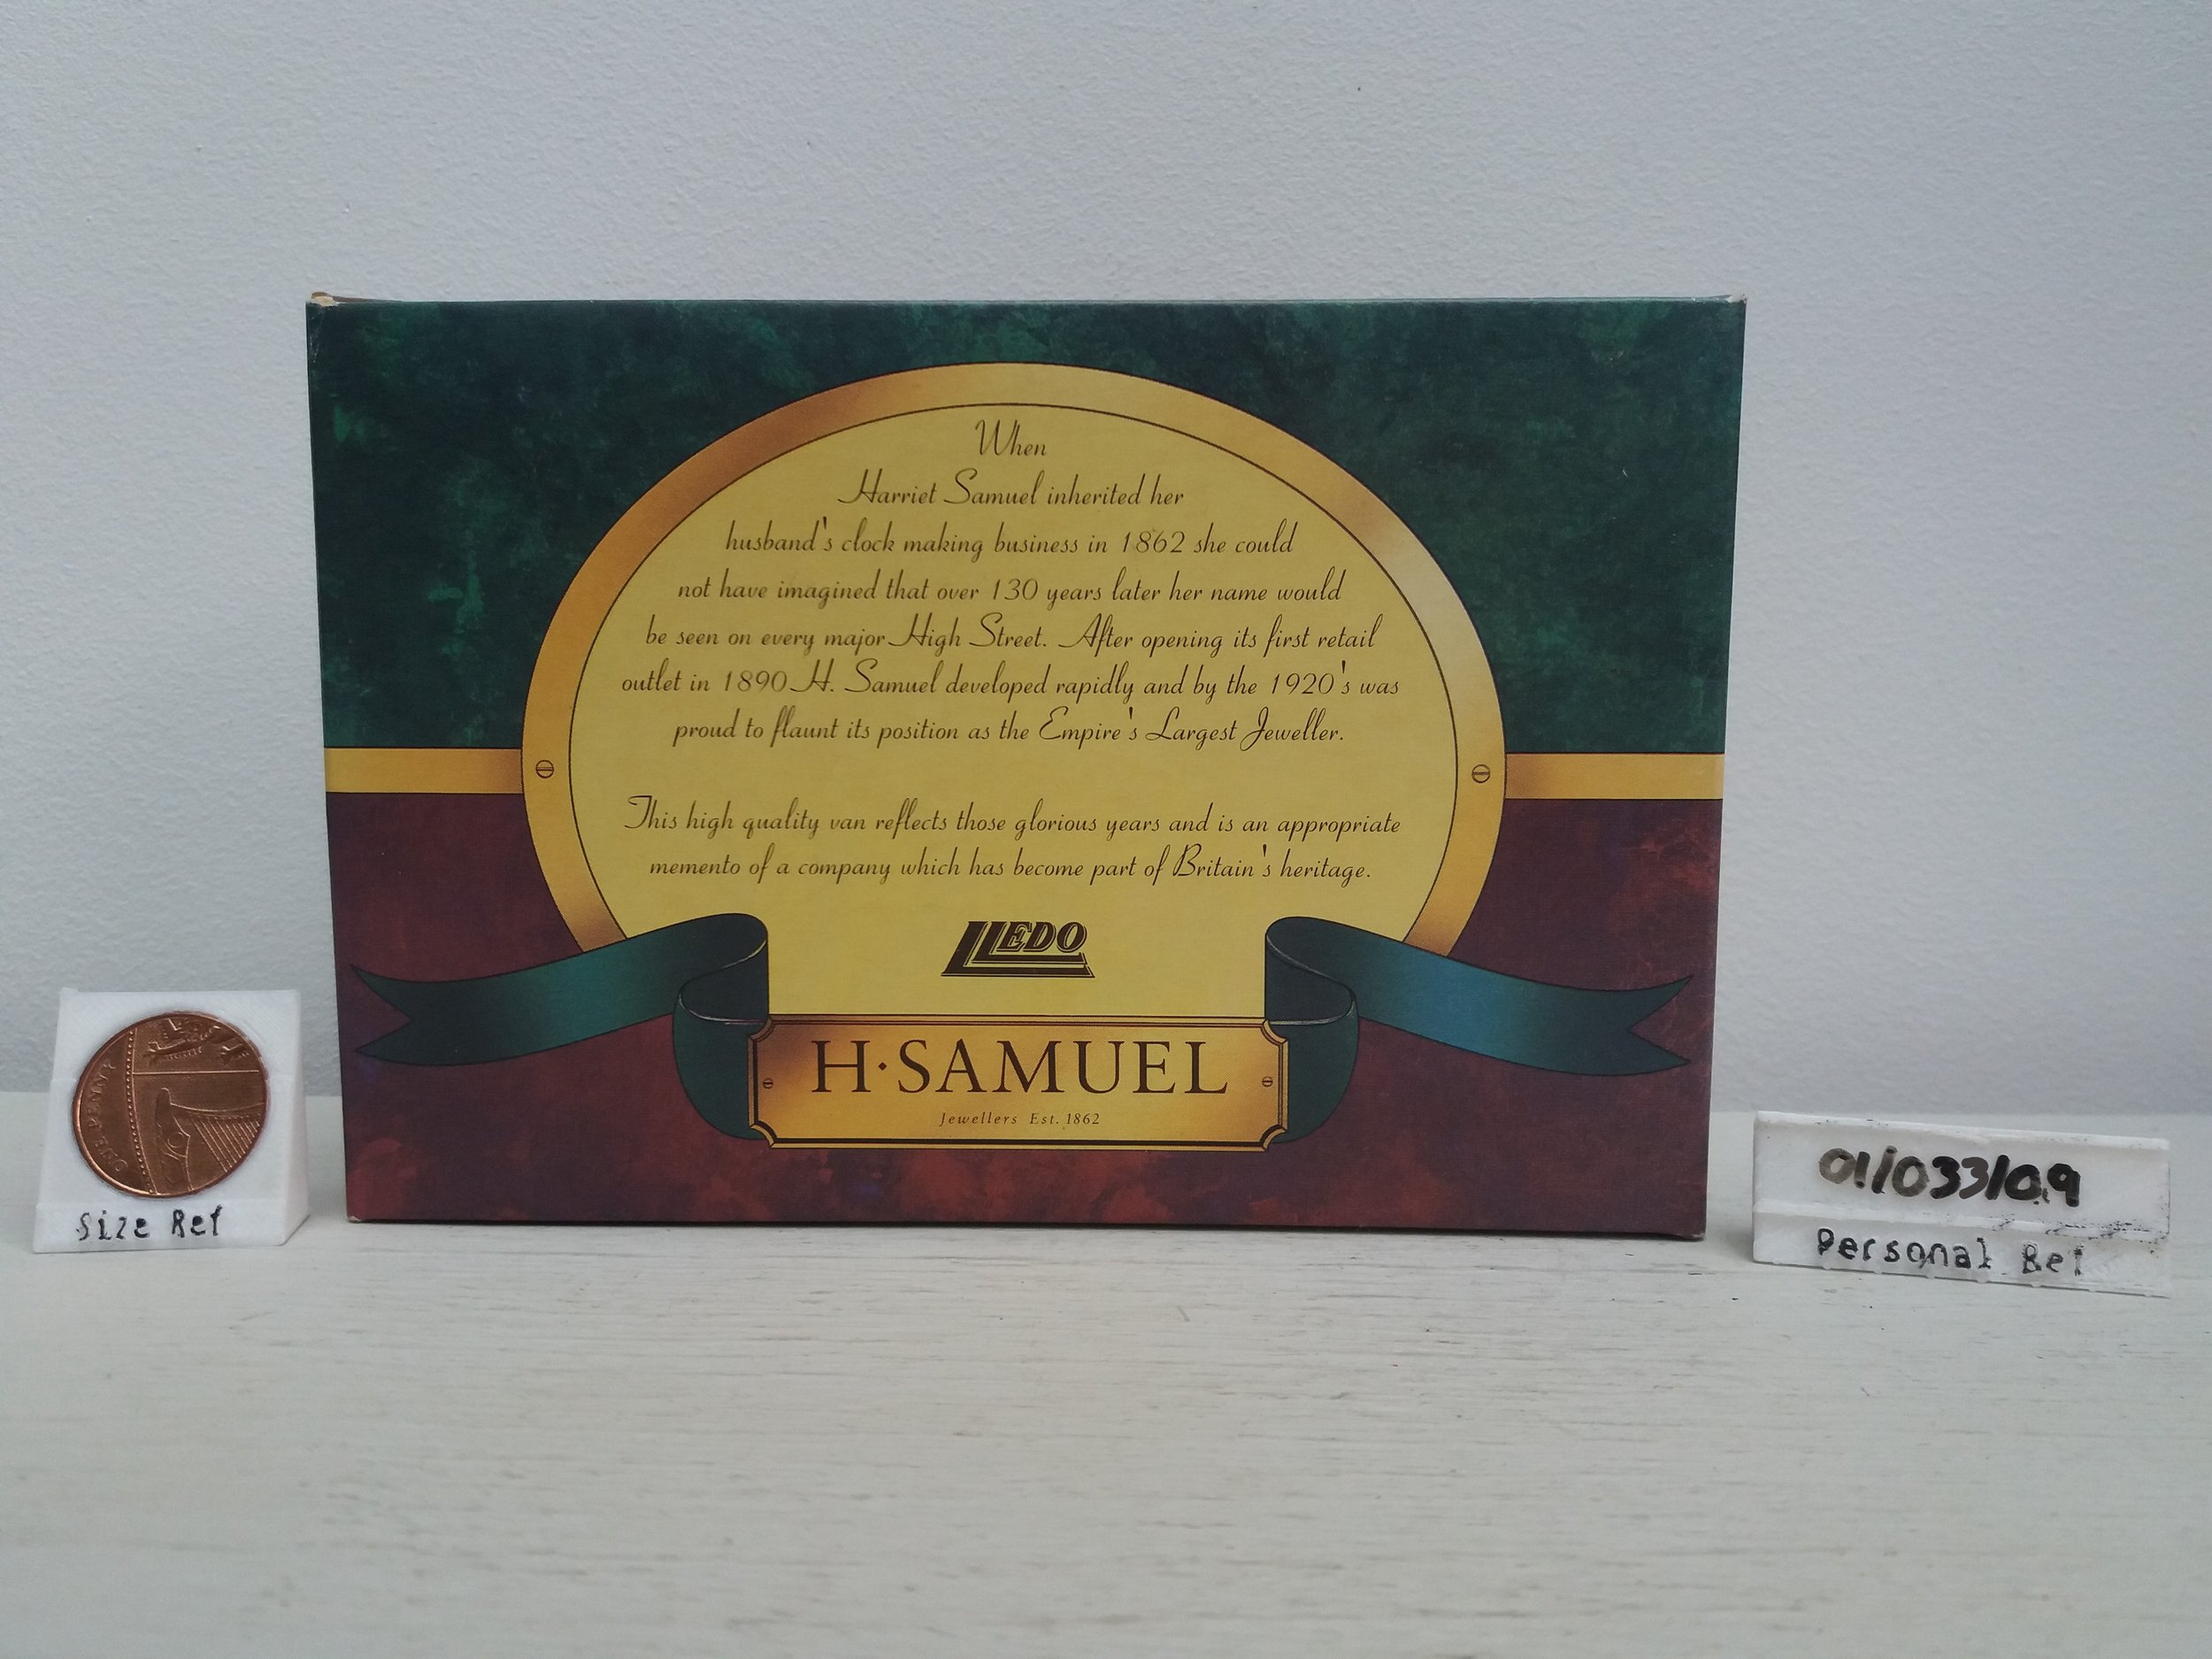 When
Harriet Samuel inherited her
husband's clock making business in 1862 she could
not have imagined that over 130 years later her name would
be seen on every major High Street. After opening its first retail
outlet in 1890 H. Samuel developed rapidly and by the 1920's was
proud to flaunt its position as the Empire's Largest Jeweller.
This high quality van reflects those glorious years and is an appropriate
memento of a company which has become part of Britain's heritage.
LLEDO
H·SAMUEL
Jewellers Est. 1862
ONE PENNY
Size Ref
01/033/09
Personal Ref